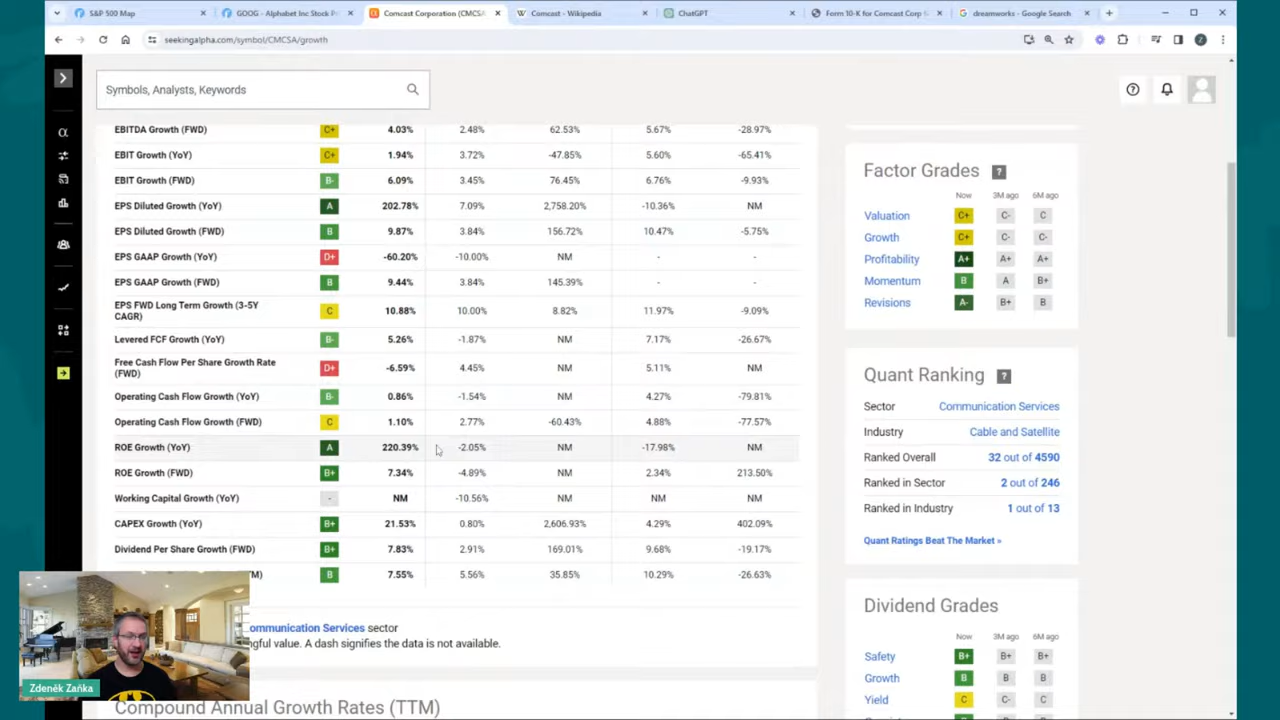 S&P 500 Map
GOOG - Alphabet Inc Stock Pr
Comcast Corporation (CMCSA
Comcast - Wikipedia
ChatGPT
Form 10-K for Comcast Corp
dreamworks - Google Search
seekingalpha.com/symbol/CMCSA/growth
Symbols, Analysts, Keywords
EBITDA Growth (FWD) C+ 4.03% 2.48% 62.53% 5.67% -28.97%
EBIT Growth (YoY) C+ 1.94% 3.72% -47.85% 5.60% -65.41%
EBIT Growth (FWD) B- 6.09% 3.45% 76.45% 6.76% -9.93%
EPS Diluted Growth (YoY) A 202.78% 7.09% 2,758.20% -10.36% NM
EPS Diluted Growth (FWD) B 9.87% 3.84% 156.72% 10.47% -5.75%
EPS GAAP Growth (YoY) D+ -60.20% -10.00% NM - -
EPS GAAP Growth (FWD) B 9.44% 3.84% 145.39% - -
EPS FWD Long Term Growth (3-5Y
CAGR) C 10.88% 10.00% 8.82% 11.97% -9.09%
Levered FCF Growth (YoY) B- 5.26% -1.87% NM 7.17% -26.67%
Free Cash Flow Per Share Growth Rate
(FWD) D+ -6.59% 4.45% NM 5.11% -26.67%
Operating Cash Flow Growth (YoY) B- 0.86% -1.54% NM 4.27% -79.81%
Operating Cash Flow Growth (FWD) C 1.10% 2.77% -60.43% 4.88% -77.57%
ROE Growth (YoY) A 220.39% -2.05% NM -17.98% NM
ROE Growth (FWD) B+ 7.34% -4.89% NM 2.34% 213.50%
Working Capital Growth (YoY) - NM -10.56% NM NM NM
CAPEX Growth (YoY) B+ 21.53% 0.80% 2,606.93% 4.29% 402.09%
Dividend Per Share Growth (FWD) B+ 7.83% 2.91% 169.01% 9.68% -19.17%
M) B 7.55% 5.56% 35.85% 10.29% -26.63%
ommunication Services sector
ngful value. A dash signifies the data is not available.
Compound Annual Growth Rates (TTM)
Factor Grades ?
Now 3M ago 6M ago
Valuation C+ C- C
Growth C+ C- C-
Profitability A+ A+ A+
Momentum B A B+
Revisions A- B+ B
Quant Ranking ?
Sector Communication Services
Industry Cable and Satellite
Ranked Overall 32 out of 4590
Ranked in Sector 2 out of 246
Ranked in Industry 1 out of 13
Quant Ratings Beat The Market »
Dividend Grades
Now 3M ago 6M ago
Safety B+ B+ B+
Growth B B B
Yield C C- C
Zdeněk Zaňka